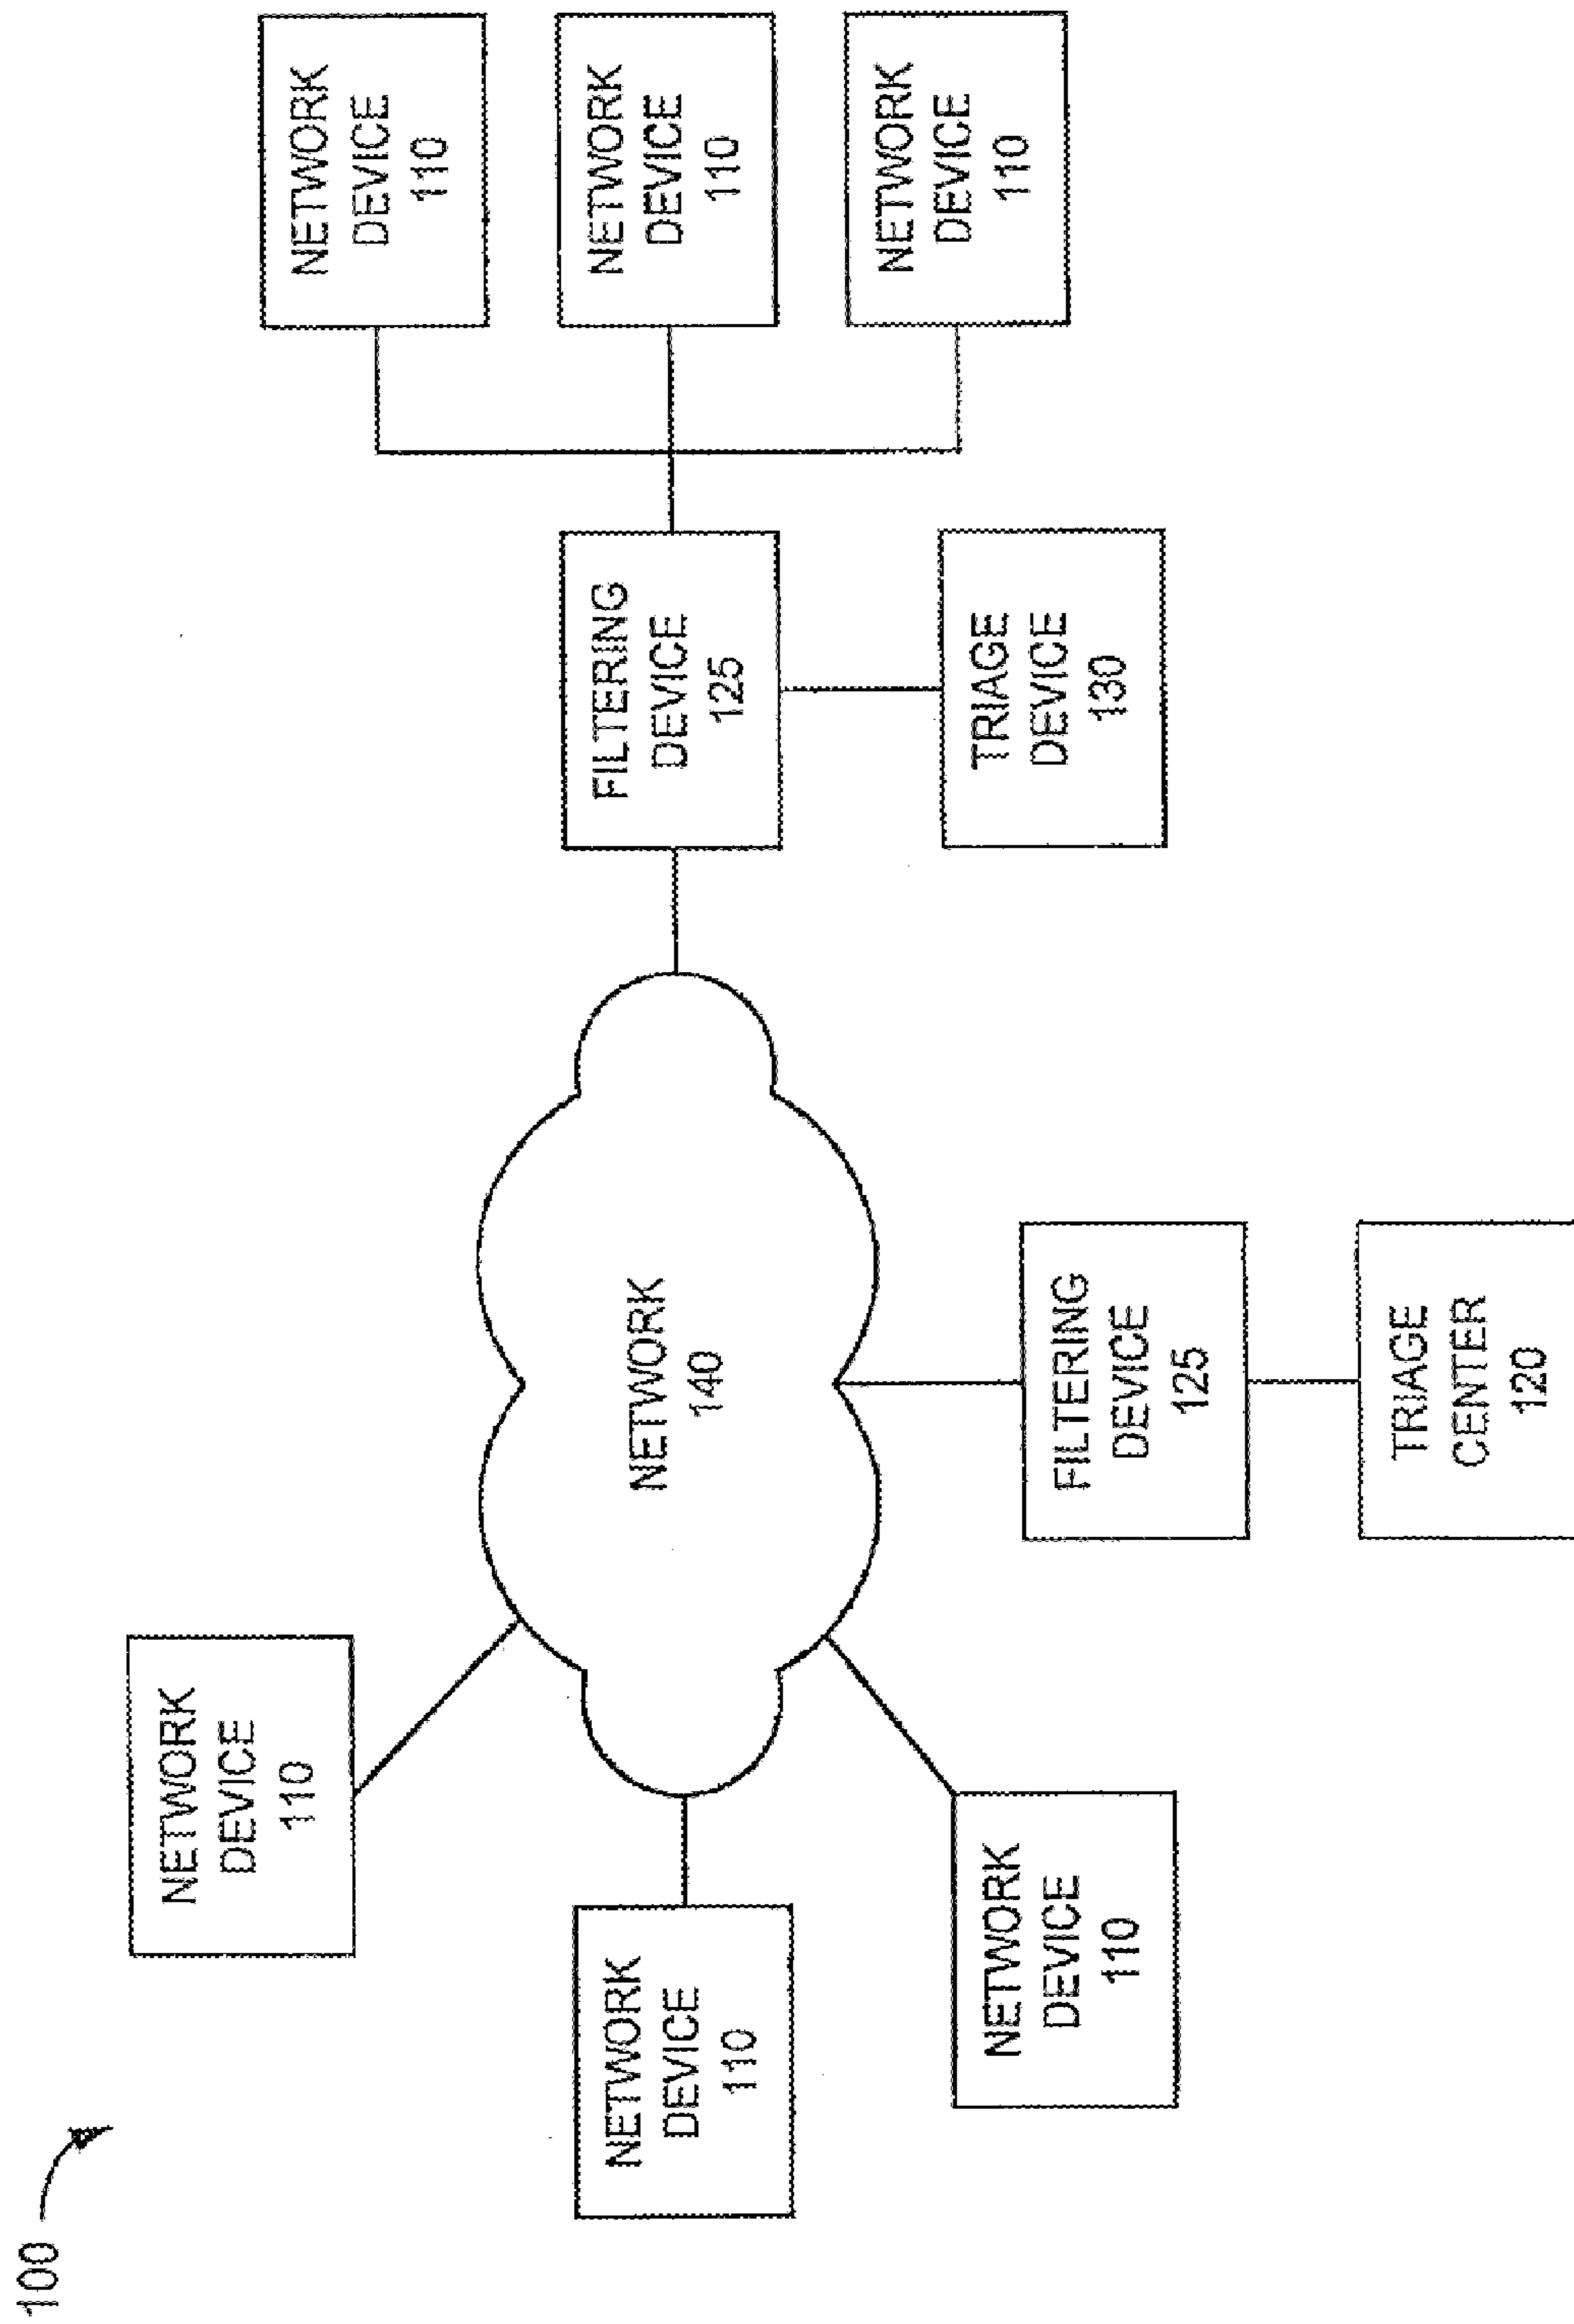 100
NETWORK
DEVICE
110
NETWORK
DEVICE
110
NETWORK
DEVICE
110
NETWORK
140
FILTERING
DEVICE
125
TRIAGE
CENTER
120
FILTERING
DEVICE
125
TRIAGE
DEVICE
130
NETWORK
DEVICE
110
NETWORK
DEVICE
110
NETWORK
DEVICE
110